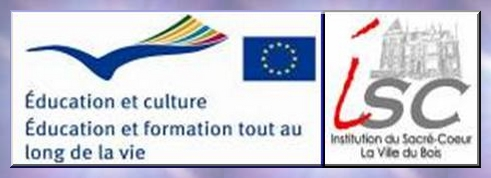 Éducation et culture
Éducation et formation tout au
long de la vie
ISC
Institution du Sacré-Coeur
La Ville du Bois